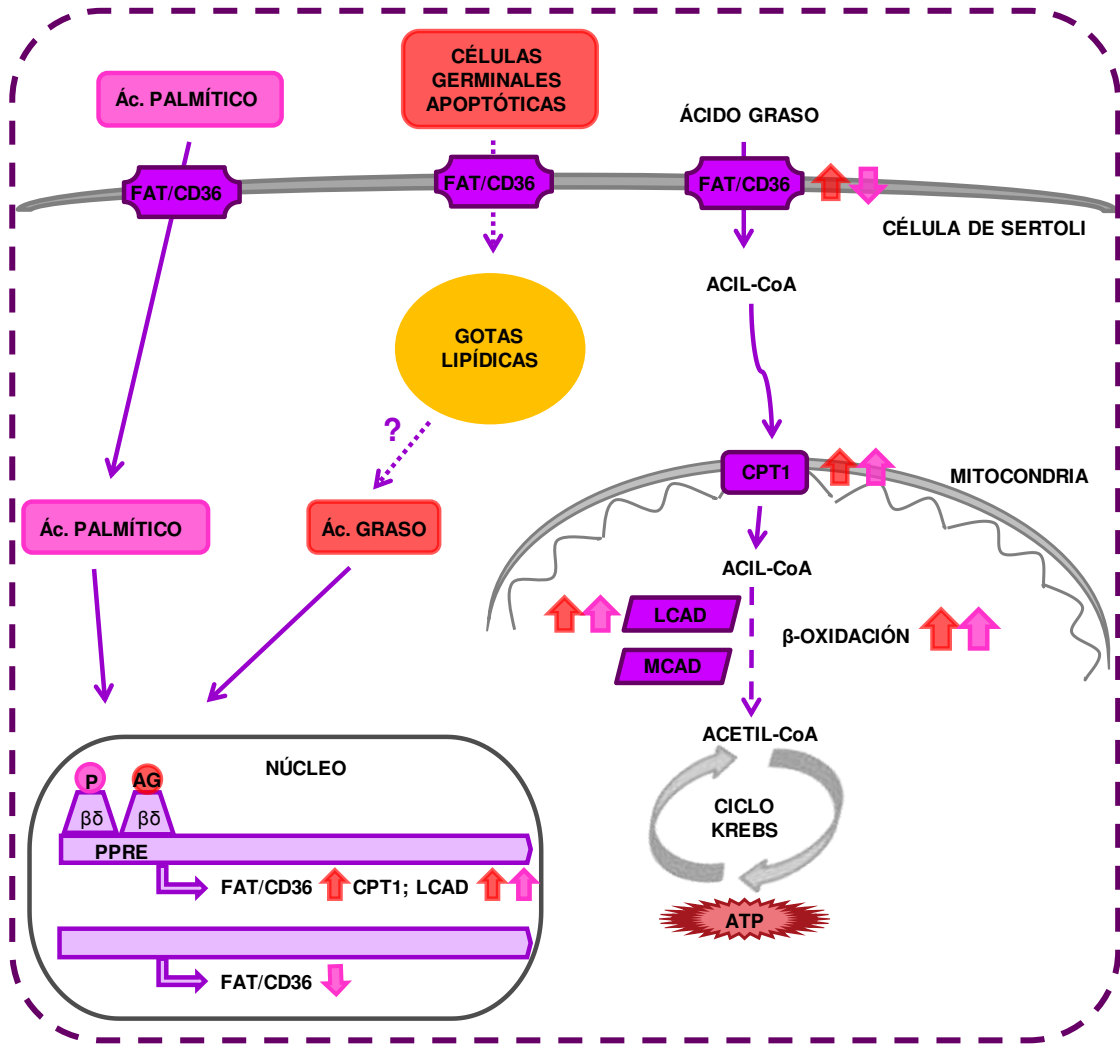 Ác. PALMÍTICO
CÉLULAS
GERMINALES
APOPTÓTICAS
ÁCIDO GRASO
FAT/CD36
FAT/CD36
FAT/CD36
CÉLULA DE SERTOLI
ACIL-CoA
GOTAS
LIPÍDICAS
?
CPT1
MITOCONDRIA
Ác. PALMÍTICO
Ác. GRASO
ACIL-CoA
LCAD
β-OXIDACIÓN
MCAD
ACETIL-CoA
CICLO
KREBS
ATP
NÚCLEO
P
AG
βδ
βδ
PPRE
FAT/CD36 CPT1; LCAD
FAT/CD36